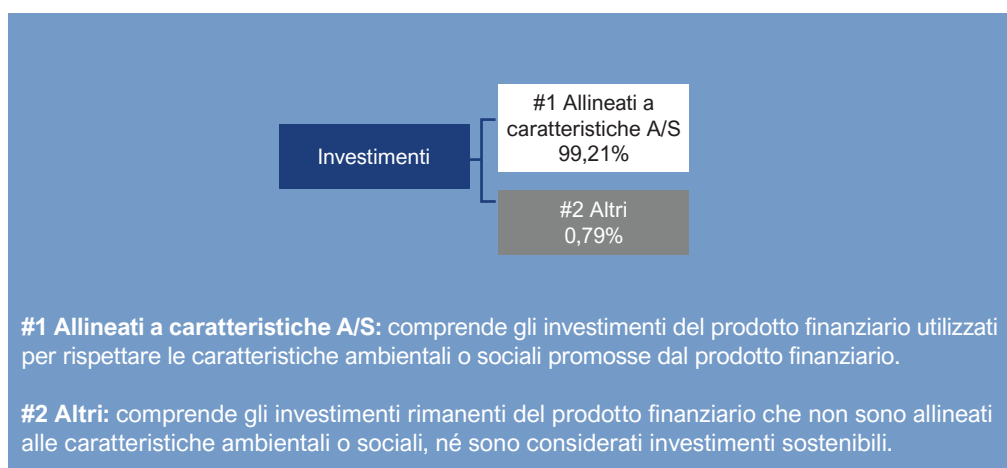 Investimenti
#1 Allineati a
caratteristiche A/S
99,21%
#2 Altri
0,79%
#1 Allineati a caratteristiche A/S: comprende gli investimenti del prodotto finanziario utilizzati
per rispettare le caratteristiche ambientali o sociali promosse dal prodotto finanziario.
#2 Altri: comprende gli investimenti rimanenti del prodotto finanziario che non sono allineati
alle caratteristiche ambientali o sociali, né sono considerati investimenti sostenibili.